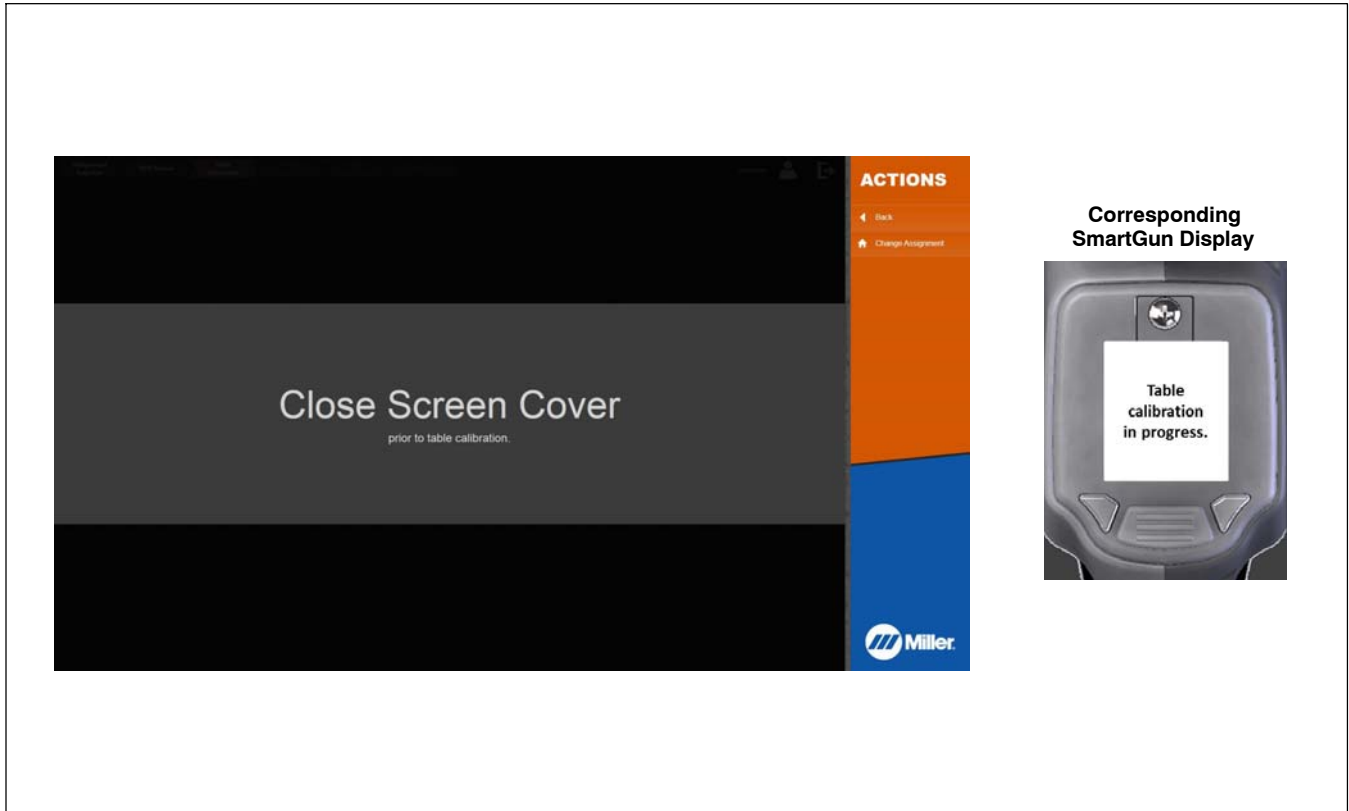 ACTIONS
Back
Change Assignment
Close Screen Cover
prior to table calibration.
Miller.
Corresponding
SmartGun Display
Table
calibration
in progress.